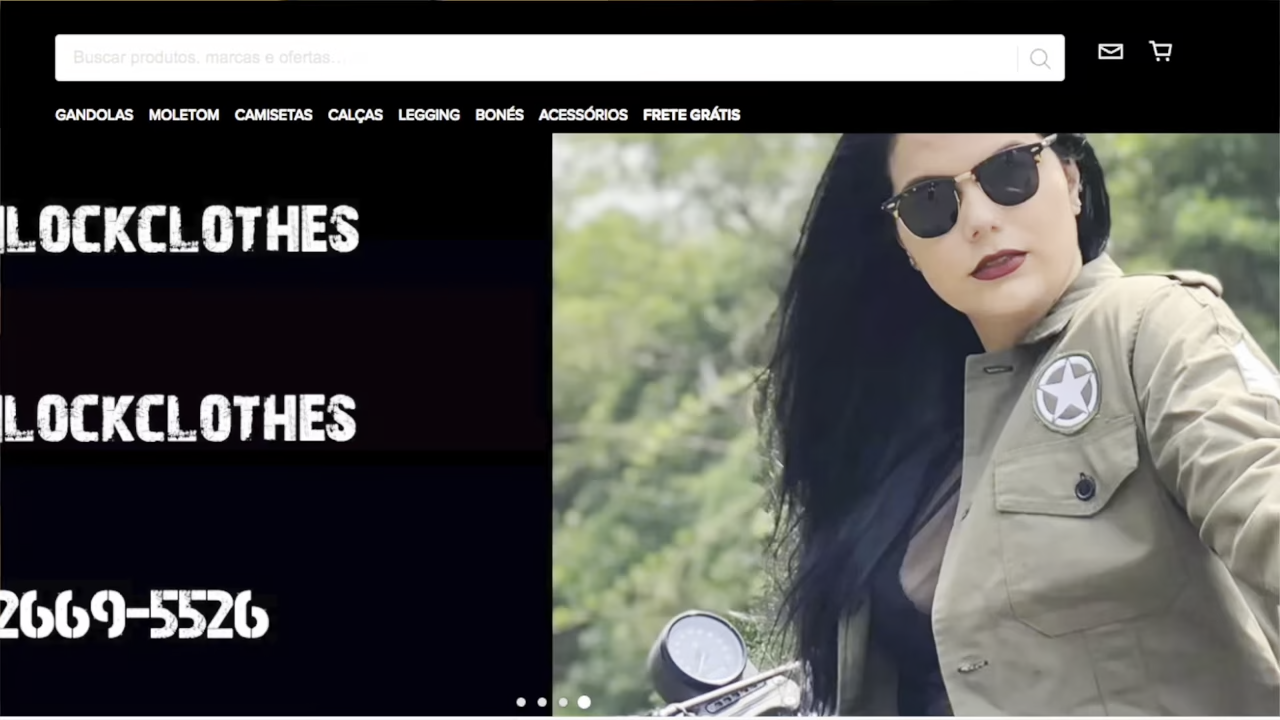 Buscar produtos, marcas e ofertas...
GANDOLAS MOLETOM CAMISETAS CALÇAS LEGGING BONÉS ACESSÓRIOS FRETE GRÁTIS
LOCKCLOTHES
LOCKCLOTHES
2669-5526